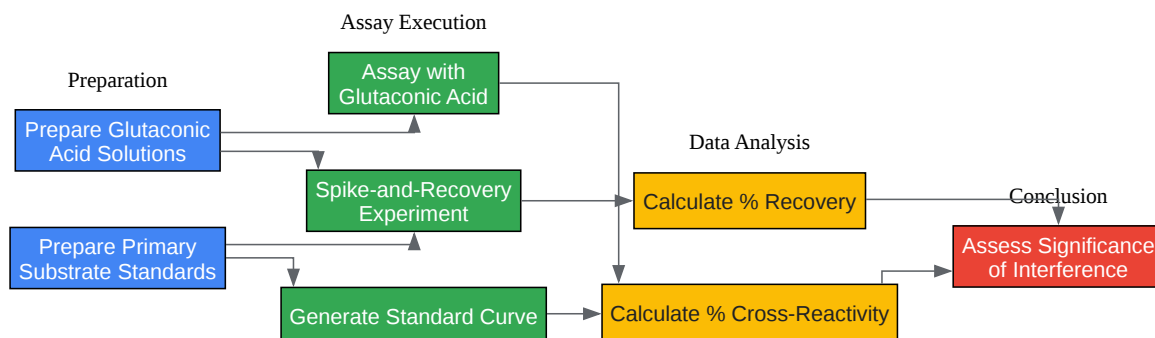 Assay Execution
Preparation
Assay with
Glutaconic Acid
Prepare Glutaconic
Acid Solutions
Data Analysis
Spike-and-Recovery
Experiment
Calculate % Recovery
Conclusion
Prepare Primary
Substrate Standards
Assess Significance
of Interference
Generate Standard Curve
Calculate % Cross-Reactivity